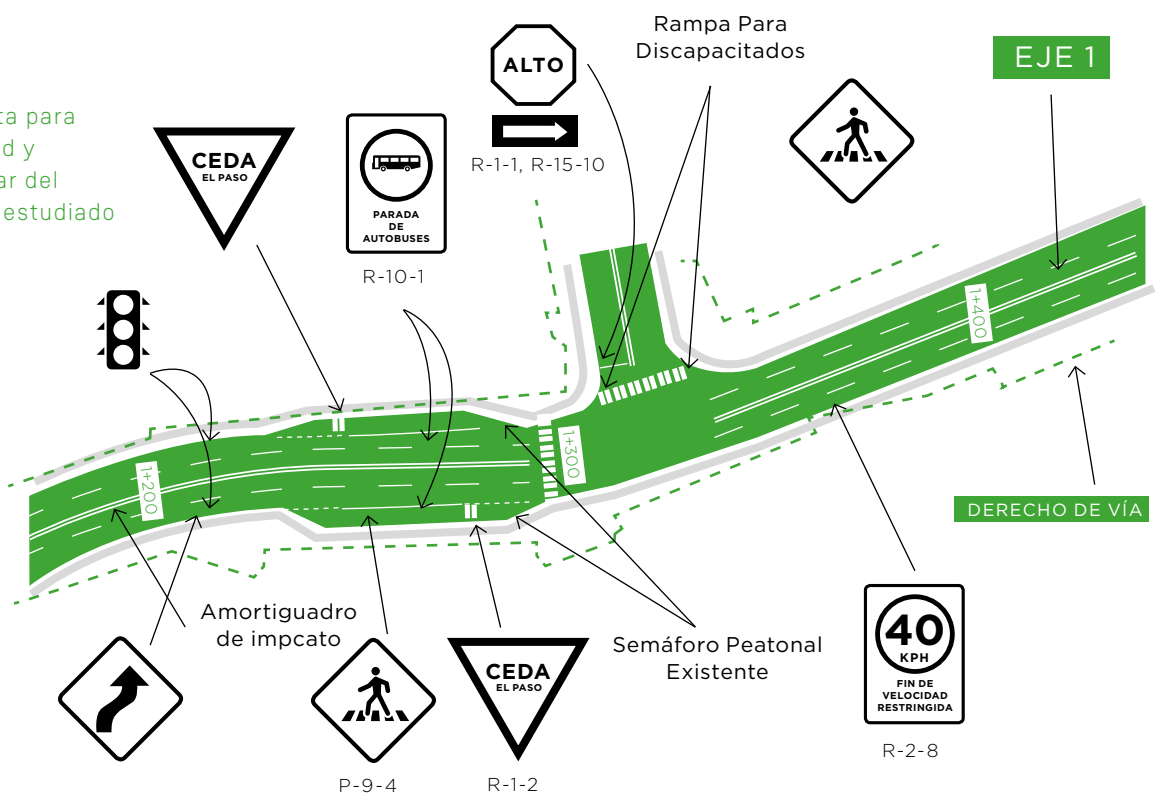 ta para
d y
ar del
estudiado
CEDA
EL PASO
PARADA
DE
AUTOBUSES
R-10-1
ALTO
R-1-1, R-15-10
Rampa Para
Discapacitados
EJE 1
1+200
1+300
1+400
DERECHO DE VÍA
Amortiguadro
de impcato
P-9-4
CEDA
EL PASO
R-1-2
Semáforo Peatonal
Existente
40
KPH
FIN DE
VELOCIDAD
RESTRINGIDA
R-2-8